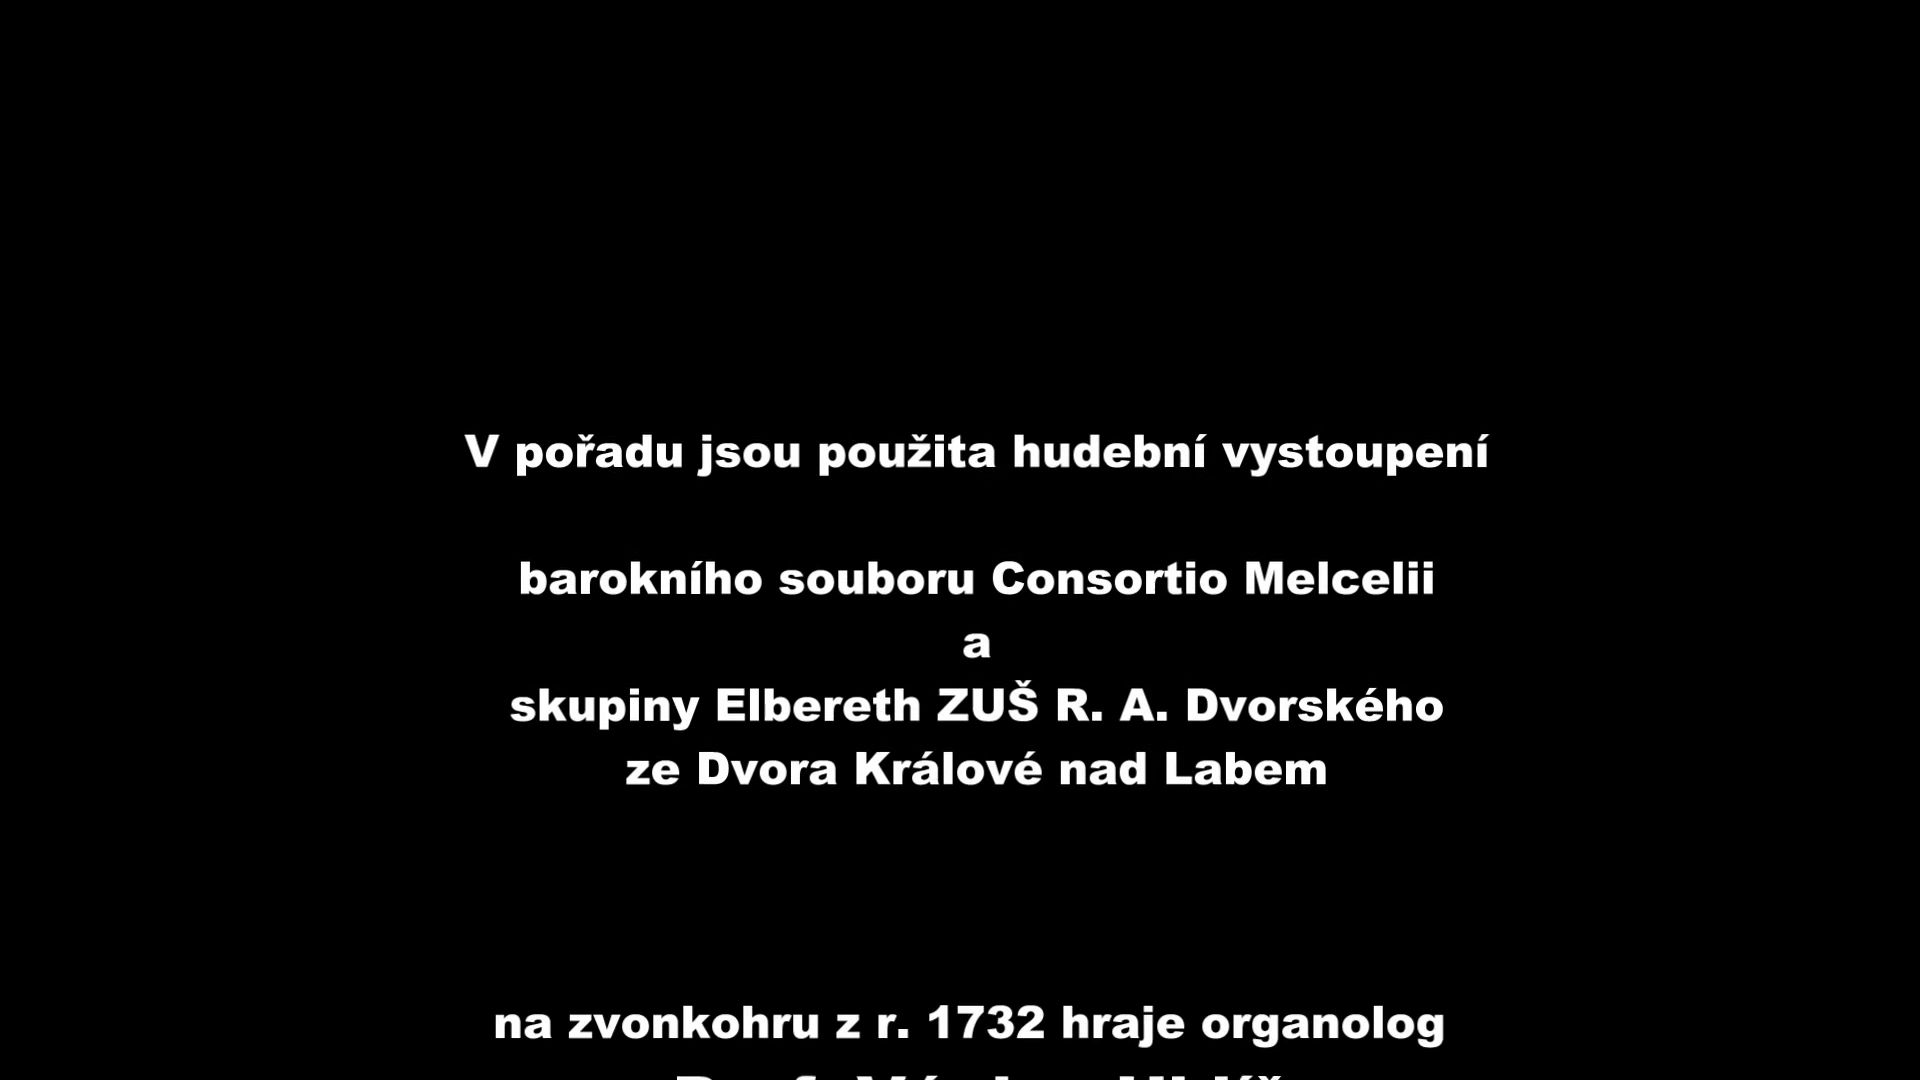 V pořadu jsou použita hudební vystoupení
barokního souboru Consortio Melcelii
a
skupiny Elbereth ZUŠ R. A. Dvorského
ze Dvora Králové nad Labem
na zvonkohru z r. 1732 hraje organolog